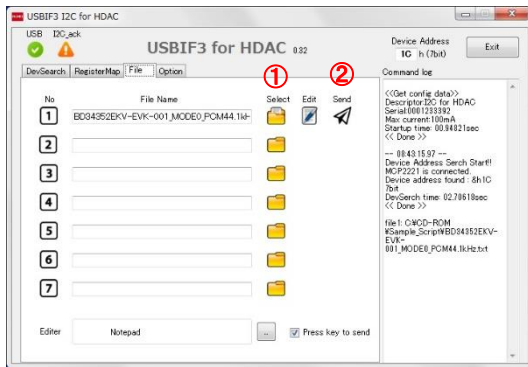 USBIF3 I2C for HDAC
USB I2C_ack
USBIF3 for HDAC 0.32
Device Address
1C h (7bit)
Exit
DevSearch RegisterMap File Option
Command log
① ②
No File Name Select Edit Send
1 BD34352EKV-EVK-001_MODE0_PCM44.1kH
2
3
4
5
6
7
Editer Notepad .. Press key to send
<<Get config data>>
Descriptor:I2C for HDAC
Serial:0001233392
Max current:100mA
Startup time: 00.94821sec
<< Done >>
-- 08:43:15.97 --
Device Address Serch Start!!
MCP2221 is connected.
Device address found : &h1C
7bit
DevSerch time: 02.78618sec
<< Done >>
file1: C:¥CD-ROM
¥Sample_Script¥BD34352EKV-
EVK-
001_MODE0_PCM44.1kHz.txt